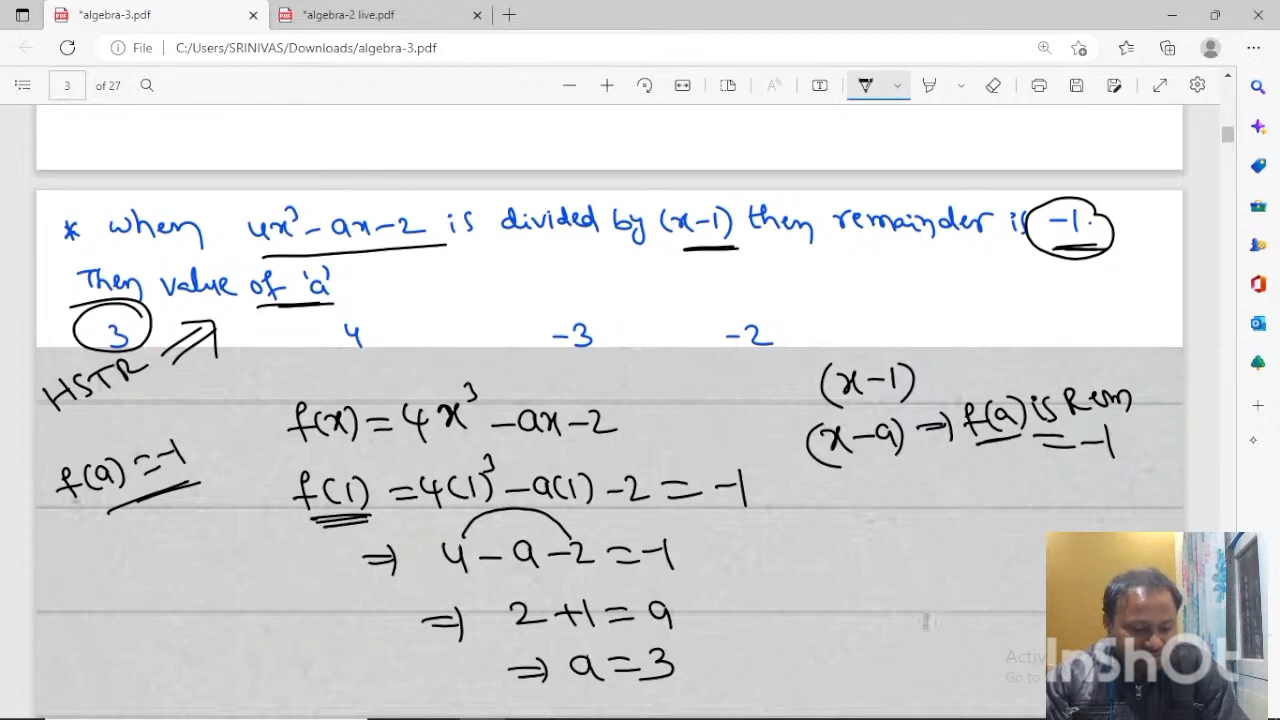 *algebra-3.pdf
*algebra-2 live.pdf
File C:/Users/SRINIVAS/Downloads/algebra-3.pdf
3 of 27
* when 4x³ - ax - 2 is divided by (x-1) then remainder is -1.
Then value of 'a'
3 4 -3 -2
HSTR
(x-1)
f(x) = 4x³ - ax - 2
(x-a) ⇒ f(a) is Rem
= -1
f(a) = -1
f(1) = 4(1)³ - a(1) - 2 = -1
⇒ 4 - a - 2 = -1
⇒ 2 + 1 = a
⇒ a = 3
InShOt
Activ
Go to